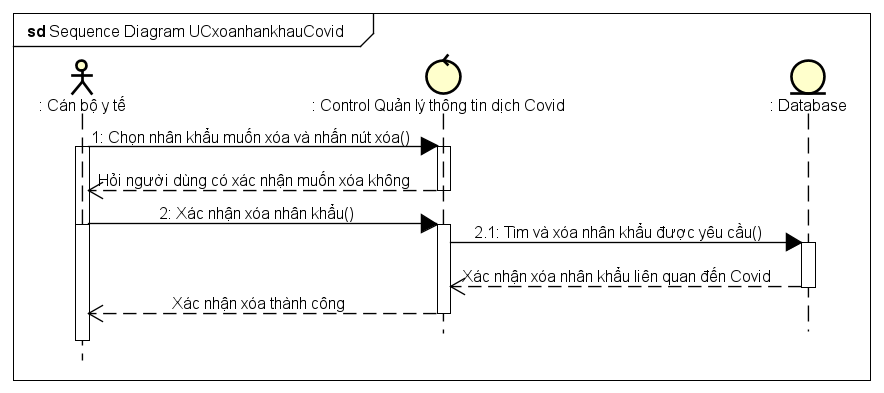 sd Sequence Diagram UCxoanhankhauCovid
: Cán bộ y tế
: Control Quản lý thông tin dịch Covid
: Database
1: Chọn nhân khẩu muốn xóa và nhấn nút xóa()
Hỏi người dùng có xác nhận muốn xóa không
2: Xác nhận xóa nhân khẩu()
2.1: Tìm và xóa nhân khẩu được yêu cầu()
Xác nhận xóa nhân khẩu liên quan đến Covid
Xác nhận xóa thành công